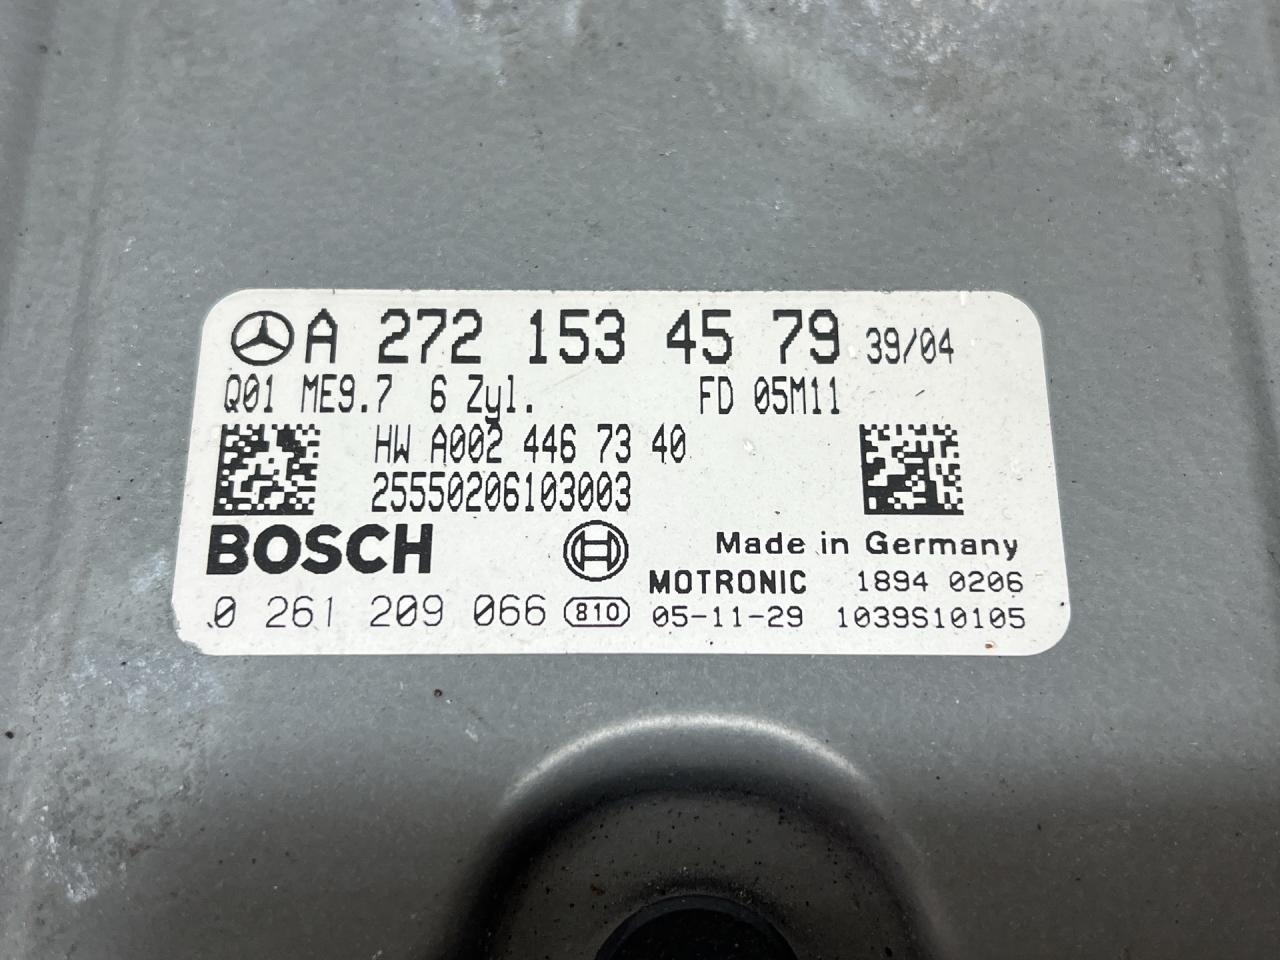 A 272 153 45 79 39/04
Q01 ME9.7 6 Zyl. FD 05M11
HW A002 446 73 40
25550206103003
BOSCH Made in Germany
MOTRONIC 1894 0206
0 261 209 066 810 05-11-29 1039S10105